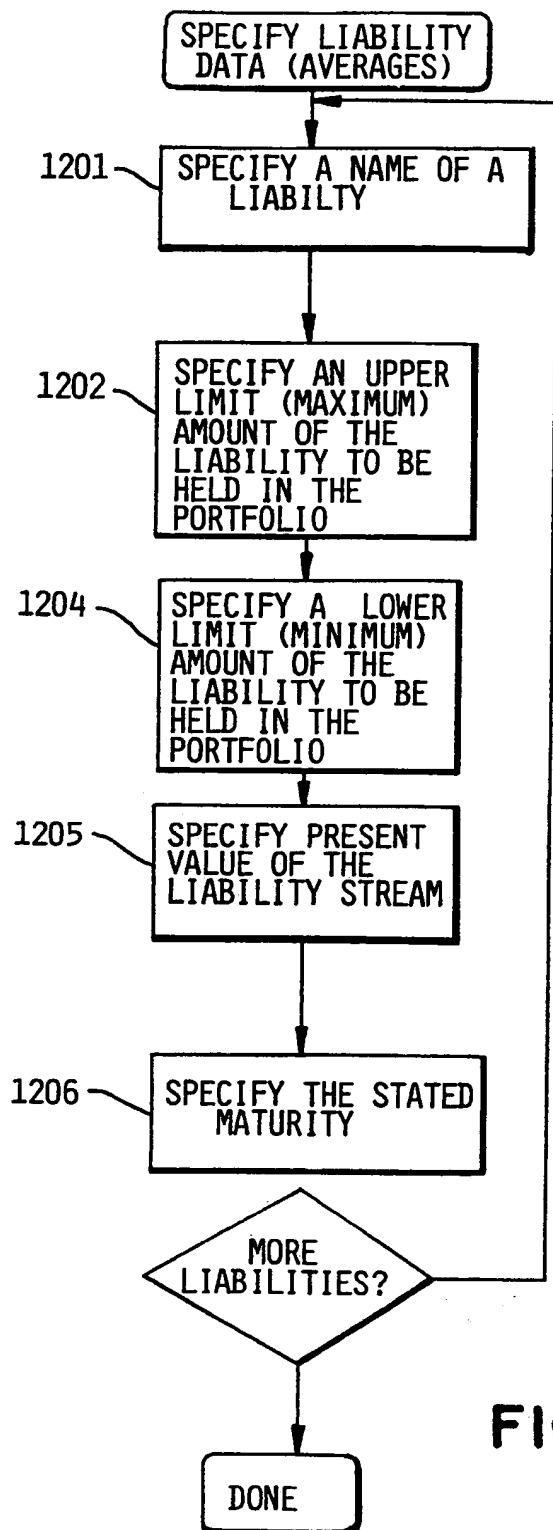 SPECIFY LIABILITY
DATA (AVERAGES)
1201
SPECIFY A NAME OF A
LIABILTY
1202
SPECIFY AN UPPER
LIMIT (MAXIMUM)
AMOUNT OF THE
LIABILITY TO BE
HELD IN THE
PORTFOLIO
1204
SPECIFY A LOWER
LIMIT (MINIMUM)
AMOUNT OF THE
LIABILITY TO BE
HELD IN THE
PORTFOLIO
1205
SPECIFY PRESENT
VALUE OF THE
LIABILITY STREAM
1206
SPECIFY THE STATED
MATURITY
MORE
LIABILITIES?
DONE